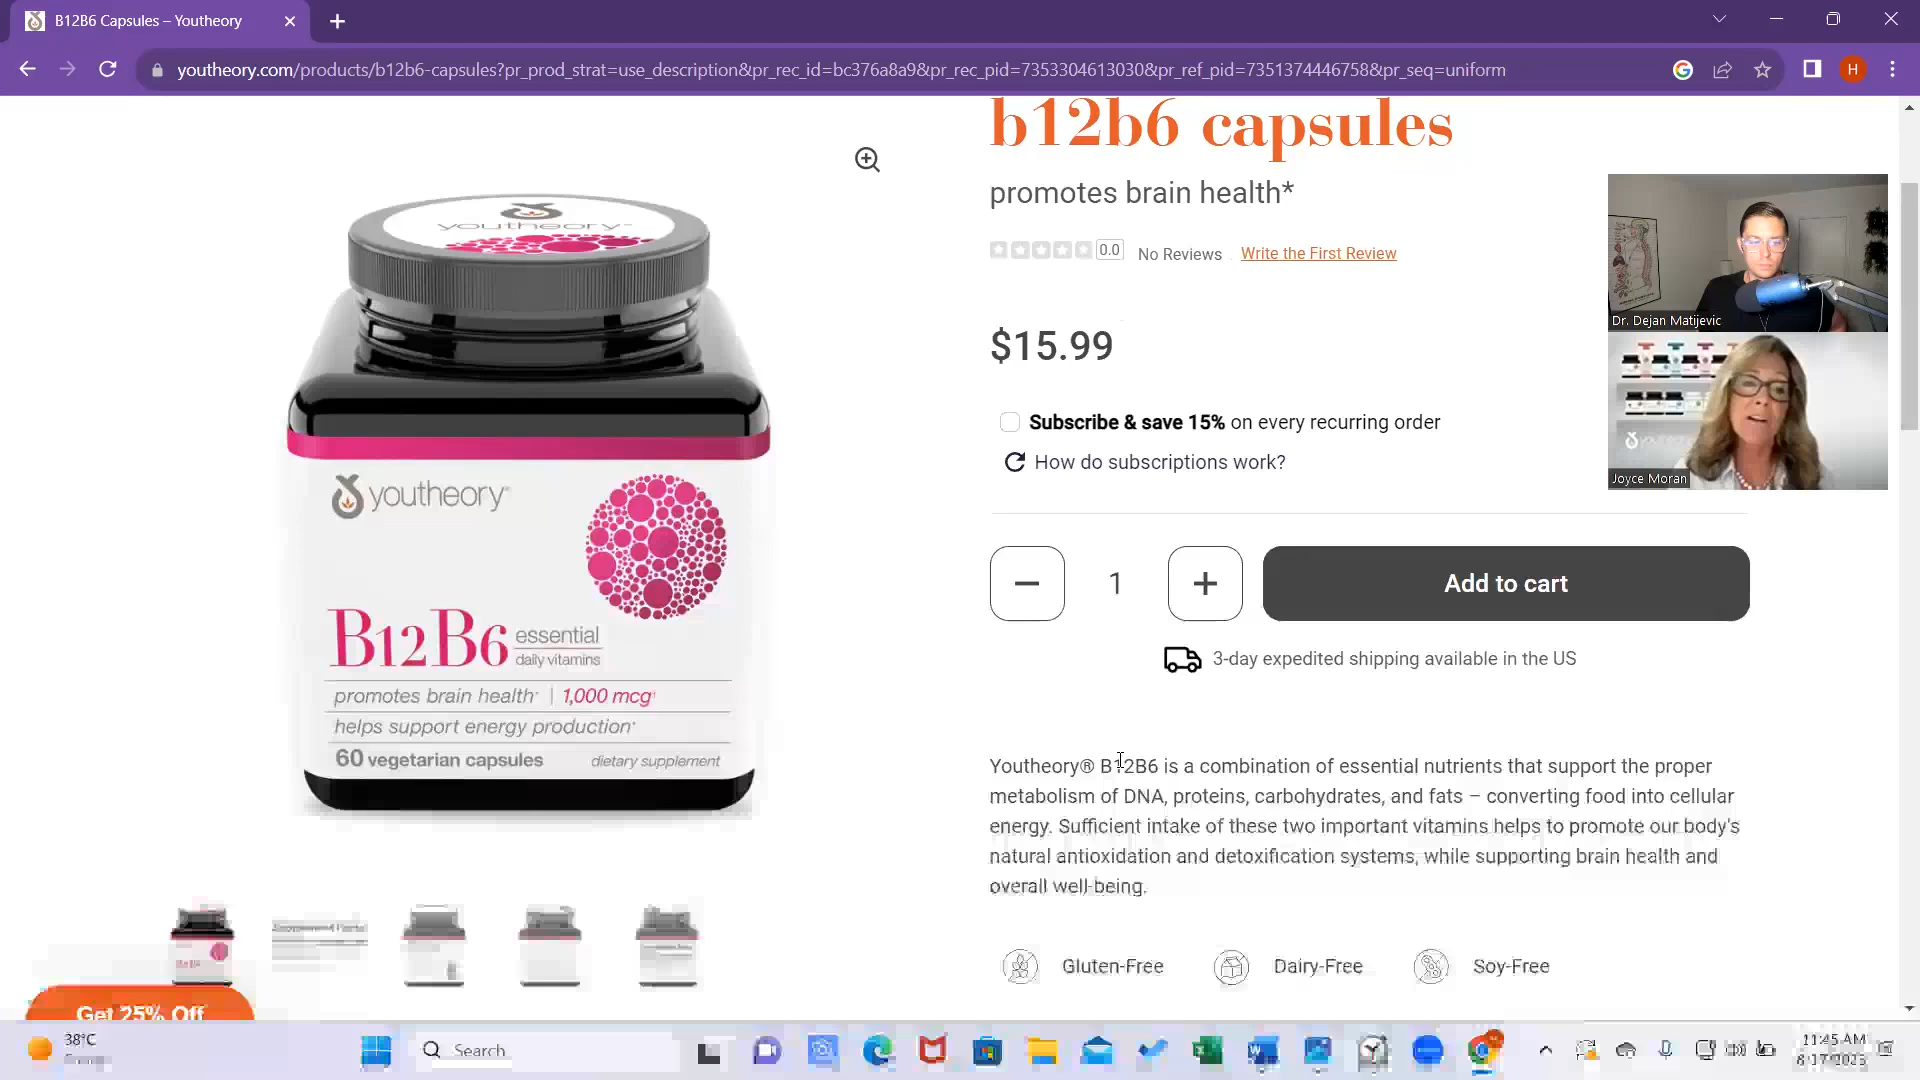 B12B6 Capsules – Youtheory
youtheory.com/products/b12b6-capsules?pr_prod_strat=use_description&pr_rec_id=bc376a8a9&pr_rec_pid=7353304613030&pr_ref_pid=7351374446758&pr_seq=uniform
H
b12b6 capsules
promotes brain health*
0.0 No Reviews Write the First Review
$15.99
Subscribe & save 15% on every recurring order
How do subscriptions work?
1
Add to cart
3-day expedited shipping available in the US
Youtheory® B12B6 is a combination of essential nutrients that support the proper
metabolism of DNA, proteins, carbohydrates, and fats – converting food into cellular
energy. Sufficient intake of these two important vitamins helps to promote our body's
natural antioxidation and detoxification systems, while supporting brain health and
overall well-being.
Gluten-Free Dairy-Free Soy-Free
youtheory™
youtheory™
B12B6 essential
daily vitamins
promotes brain health* | 1,000 mcg†
helps support energy production*
60 vegetarian capsules dietary supplement
Supplement Facts
Get 25% Off
Dr. Dejan Matijevic
Joyce Moran
38°C
Search
11:45 AM
8/17/2023